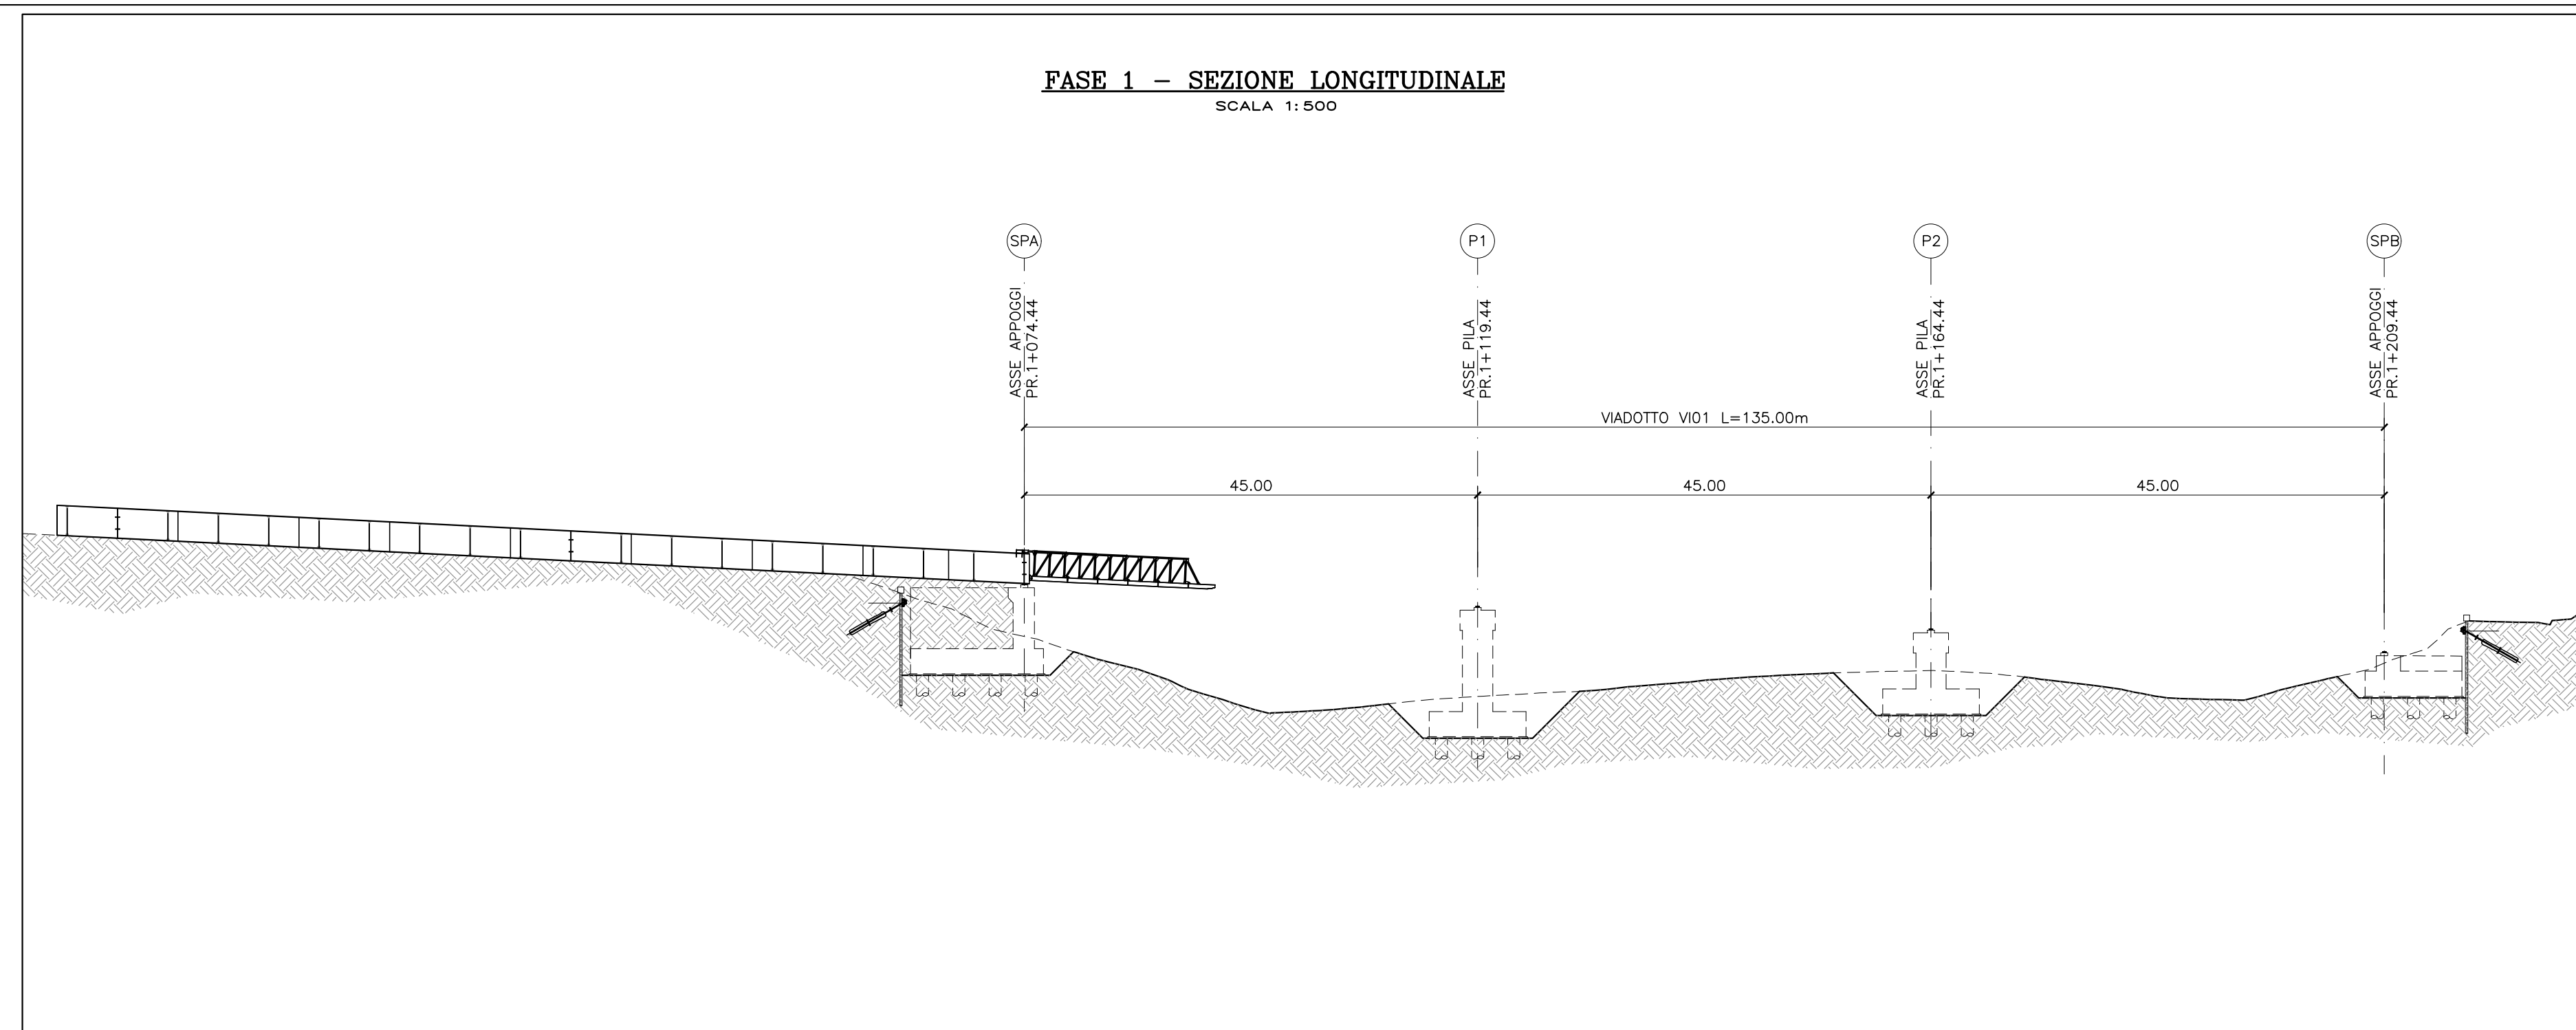 FASE 1 - SEZIONE LONGITUDINALE
SCALA 1:500
SPA
P1
P2
SPB
ASSE APPOGGI
PR.1+074.44
ASSE PILA
PR.1+119.44
ASSE PILA
PR.1+164.44
ASSE APPOGGI
PR.1+209.44
VIADOTTO VI01 L=135.00m
45.00
45.00
45.00